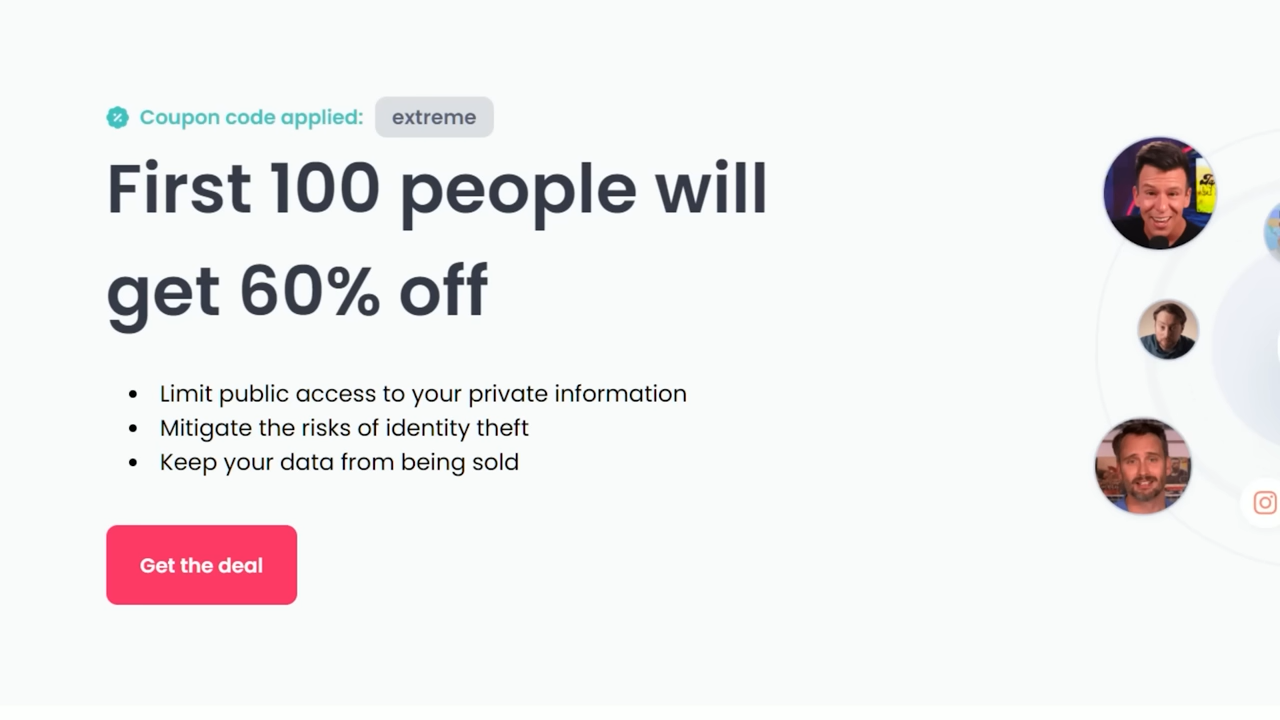 Coupon code applied: extreme
First 100 people will
get 60% off
Limit public access to your private information
Mitigate the risks of identity theft
Keep your data from being sold
Get the deal